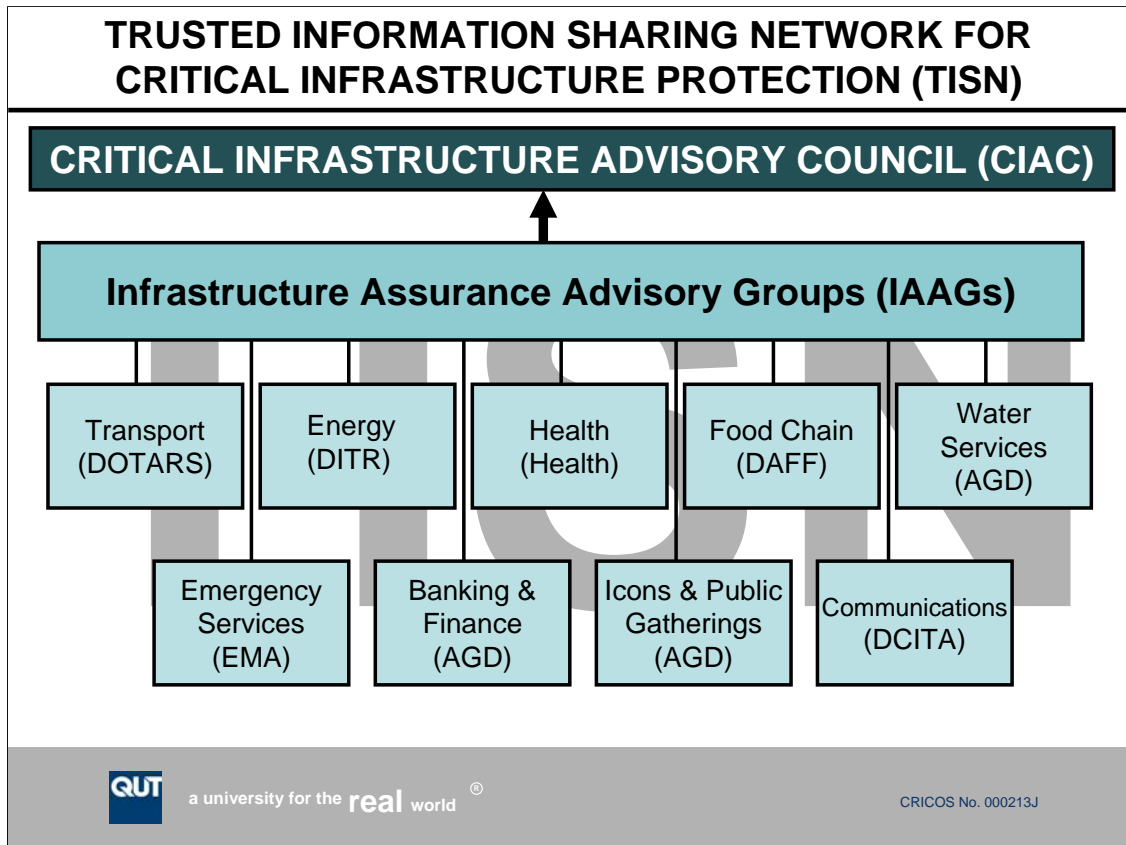 TRUSTED INFORMATION SHARING NETWORK FOR
CRITICAL INFRASTRUCTURE PROTECTION (TISN)
CRITICAL INFRASTRUCTURE ADVISORY COUNCIL (CIAC)
Infrastructure Assurance Advisory Groups (IAAGs)
TISN
Transport
(DOTARS)
Energy
(DITR)
Health
(Health)
Food Chain
(DAFF)
Water
Services
(AGD)
Emergency
Services
(EMA)
Banking &
Finance
(AGD)
Icons & Public
Gatherings
(AGD)
Communications
(DCITA)
QUT
a university for the real world ®
CRICOS No. 000213J